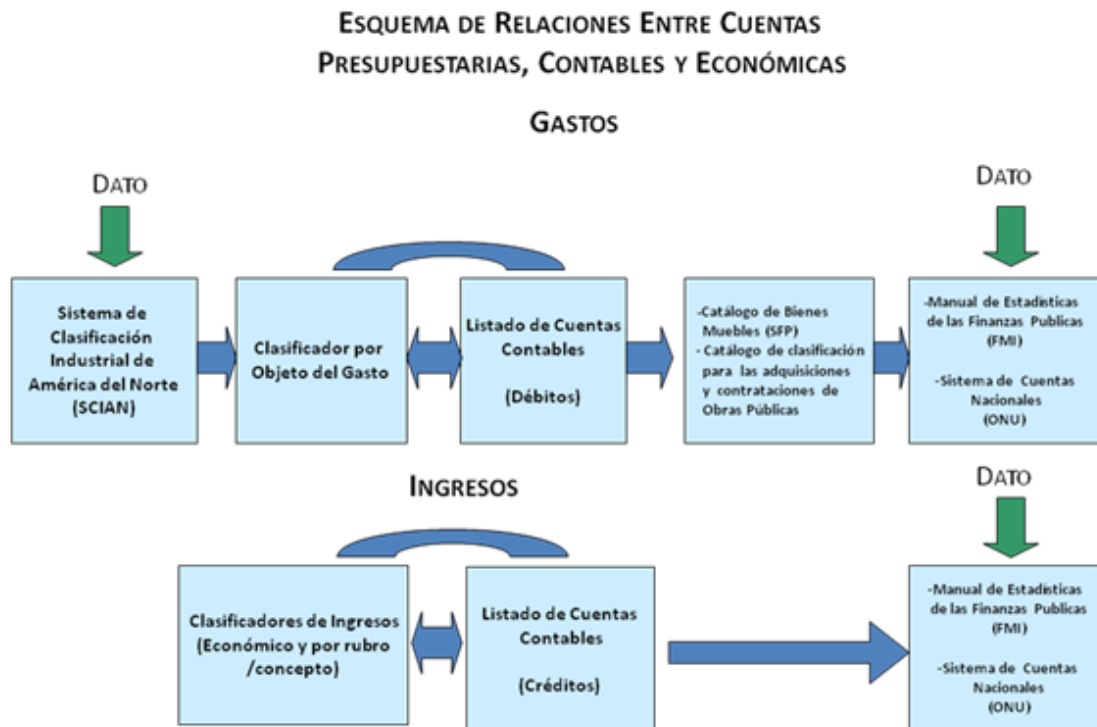 ESQUEMA DE RELACIONES ENTRE CUENTAS
PRESUPUESTARIAS, CONTABLES Y ECONÓMICAS
GASTOS
DATO
DATO
Sistema de
Clasificación
Industrial de
América del Norte
(SCIAN)
Clasificador por
Objeto del Gasto
Listado de Cuentas
Contables
(Débitos)
-Catálogo de Bienes
Muebles (SFP)
- Catálogo de clasificación
para las adquisiciones
y contrataciones de
Obras Públicas
-Manual de Estadísticas
de las Finanzas Publicas
(FMI)
-Sistema de Cuentas
Nacionales
(ONU)
INGRESOS
DATO
Clasificadores de Ingresos
(Económico y por rubro
/concepto)
Listado de Cuentas
Contables
(Créditos)
-Manual de Estadísticas
de las Finanzas Publicas
(FMI)
-Sistema de Cuentas
Nacionales
(ONU)